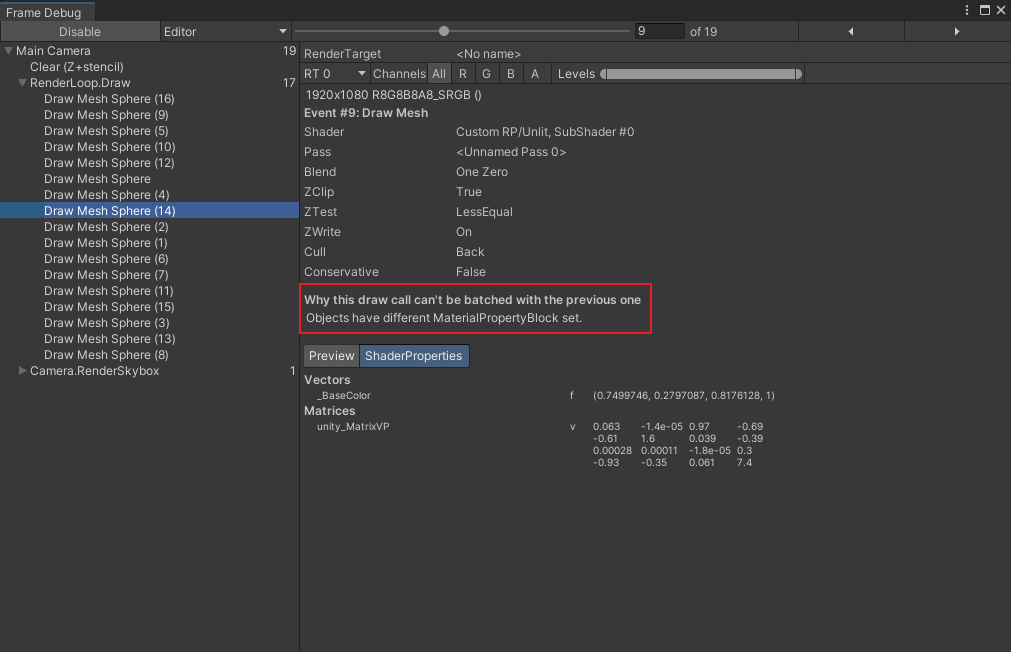 Frame Debug
Disable Editor 9 of 19
Main Camera 19
Clear (Z+stencil)
RenderLoop.Draw 17
Draw Mesh Sphere (16)
Draw Mesh Sphere (9)
Draw Mesh Sphere (5)
Draw Mesh Sphere (10)
Draw Mesh Sphere (12)
Draw Mesh Sphere
Draw Mesh Sphere (4)
Draw Mesh Sphere (14)
Draw Mesh Sphere (2)
Draw Mesh Sphere (1)
Draw Mesh Sphere (6)
Draw Mesh Sphere (7)
Draw Mesh Sphere (11)
Draw Mesh Sphere (15)
Draw Mesh Sphere (3)
Draw Mesh Sphere (13)
Draw Mesh Sphere (8)
Camera.RenderSkybox 1
RenderTarget <No name>
RT 0 Channels All R G B A Levels
1920x1080 R8G8B8A8_SRGB ()
Event #9: Draw Mesh
Shader Custom RP/Unlit, SubShader #0
Pass <Unnamed Pass 0>
Blend One Zero
ZClip True
ZTest LessEqual
ZWrite On
Cull Back
Conservative False
Why this draw call can't be batched with the previous one
Objects have different MaterialPropertyBlock set.
Preview ShaderProperties
Vectors
_BaseColor f (0.7499746, 0.2797087, 0.8176128, 1)
Matrices
unity_MatrixVP v 0.063 -1.4e-05 0.97 -0.69
-0.61 1.6 0.039 -0.39
0.00028 0.00011 -1.8e-05 0.3
-0.93 -0.35 0.061 7.4